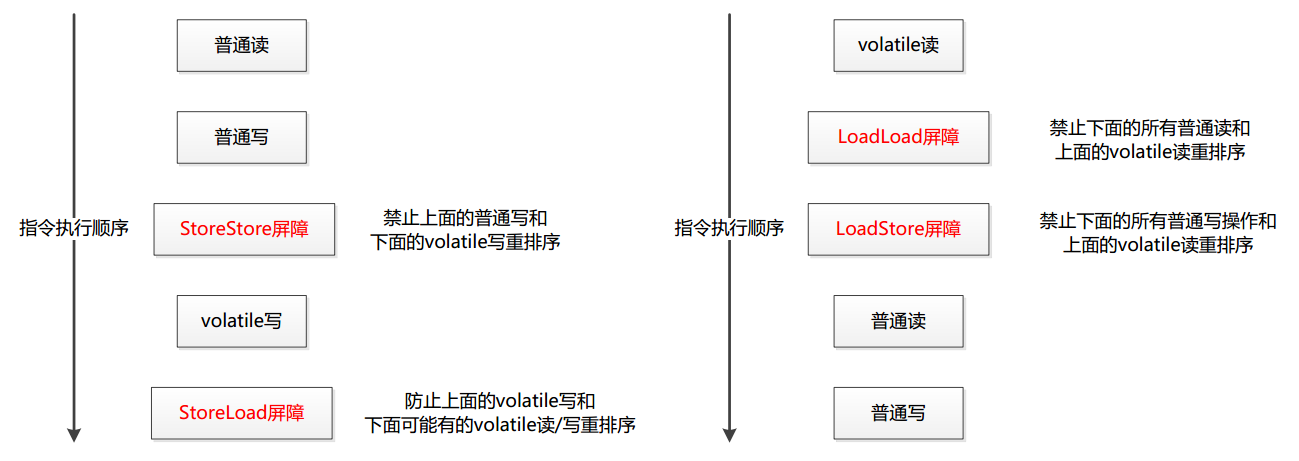 普通读
普通写
指令执行顺序
StoreStore屏障
禁止上面的普通写和
下面的volatile写重排序
volatile写
StoreLoad屏障
防止上面的volatile写和
下面可能有的volatile读/写重排序
volatile读
LoadLoad屏障
禁止下面的所有普通读和
上面的volatile读重排序
指令执行顺序
LoadStore屏障
禁止下面的所有普通写操作和
上面的volatile读重排序
普通读
普通写